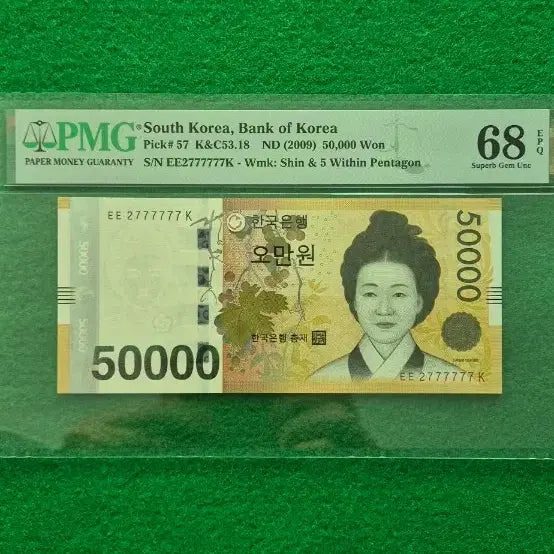 PMG® South Korea, Bank of Korea
PAPER MONEY GUARANTY
Pick# 57 K&C53.18 ND (2009) 50,000 Won
S/N EE2777777K - Wmk: Shin & 5 Within Pentagon
68 EPQ
Superb Gem Unc
EE 2777777 K
한국은행
오만원
50000
50000
한국은행 총재
50000
50000
EE 2777777 K